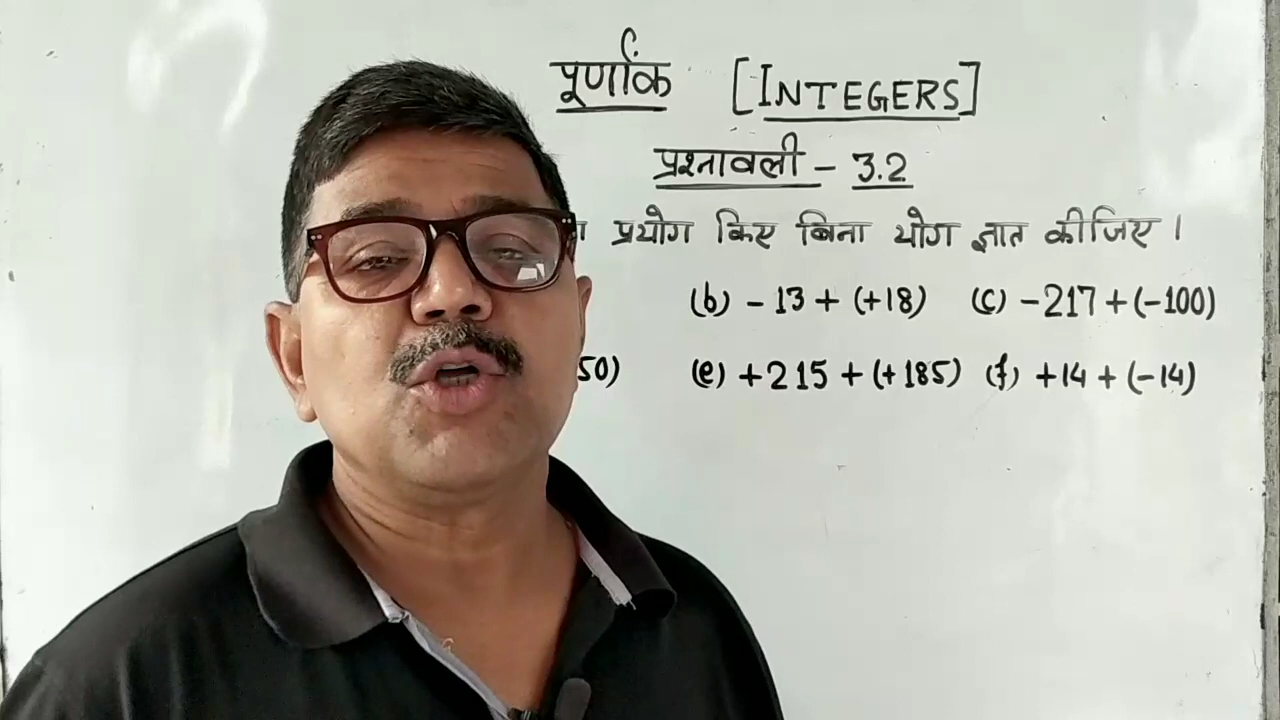 पूर्णांक [INTEGERS]
प्रश्नावली - 3.2
प्रयोग किए बिना योग ज्ञात कीजिए।
(b) - 13 + (+18) (c) -217 + (-100)
50) (e) +215 + (+185) (f) +14 + (-14)